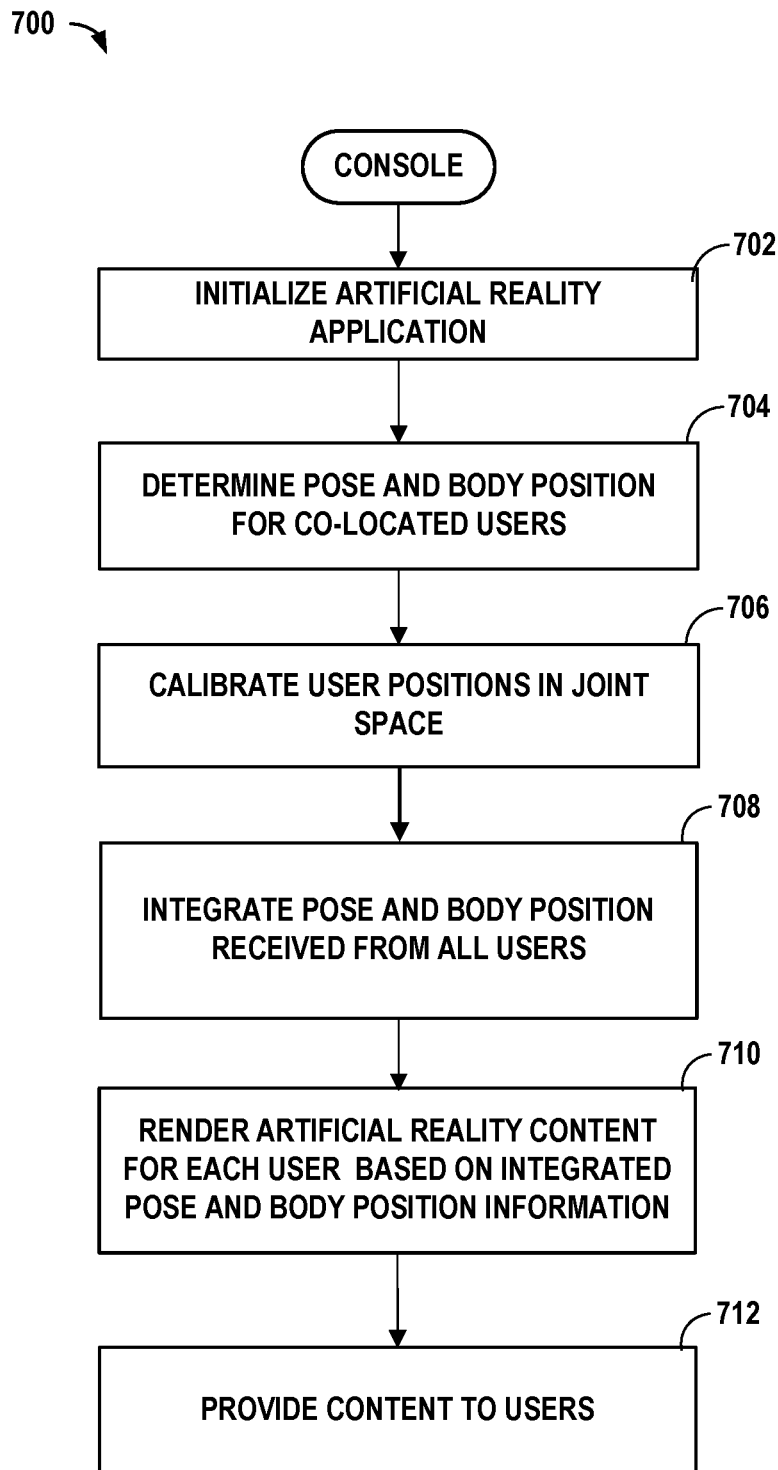 700
CONSOLE
702
INITIALIZE ARTIFICIAL REALITY
APPLICATION
704
DETERMINE POSE AND BODY POSITION
FOR CO-LOCATED USERS
706
CALIBRATE USER POSITIONS IN JOINT
SPACE
708
INTEGRATE POSE AND BODY POSITION
RECEIVED FROM ALL USERS
710
RENDER ARTIFICIAL REALITY CONTENT
FOR EACH USER BASED ON INTEGRATED
POSE AND BODY POSITION INFORMATION
712
PROVIDE CONTENT TO USERS